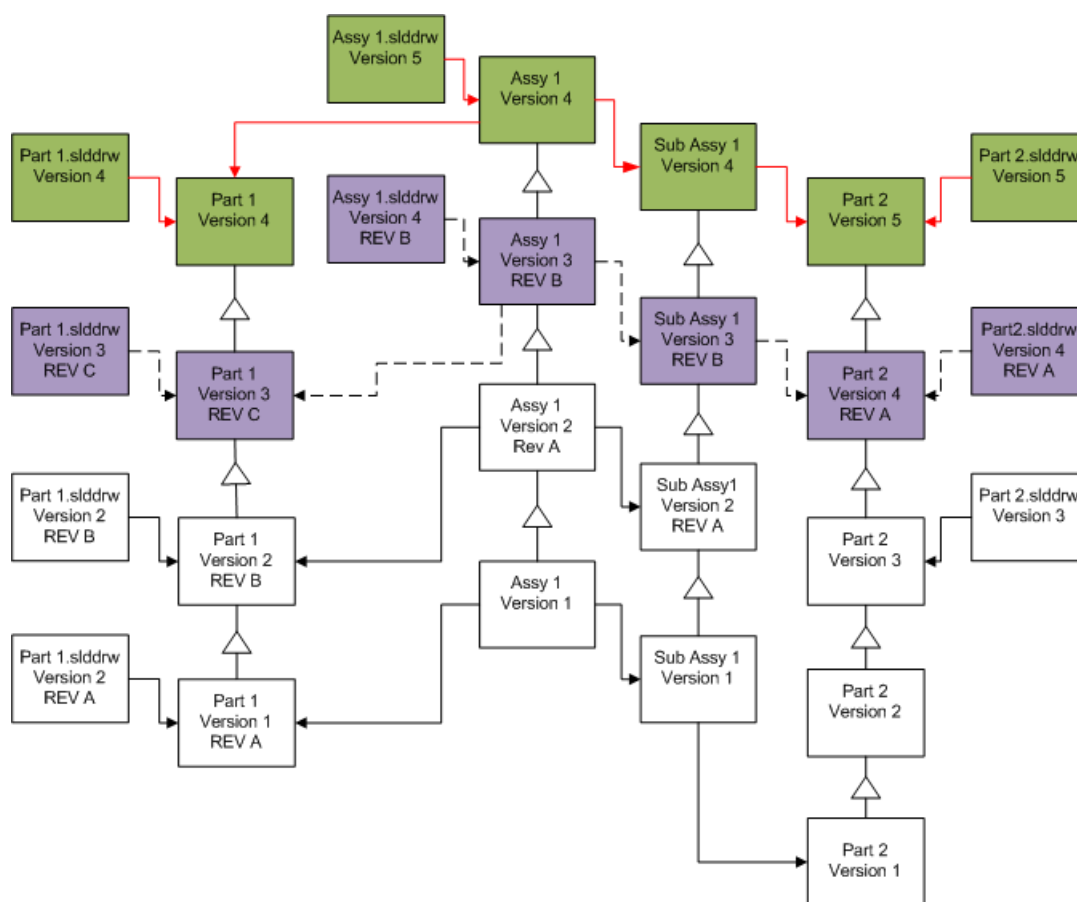 Assy 1.slddrw
Version 5
Assy 1
Version 4
Sub Assy 1
Version 4
Part 1.slddrw
Version 4
Part 1
Version 4
Part 2
Version 5
Part 2.slddrw
Version 5
Assy 1.slddrw
Version 4
REV B
Assy 1
Version 3
REV B
Sub Assy 1
Version 3
REV B
Part 1.slddrw
Version 3
REV C
Part 1
Version 3
REV C
Part 2
Version 4
REV A
Part2.slddrw
Version 4
REV A
Assy 1
Version 2
Rev A
Sub Assy1
Version 2
REV A
Part 1.slddrw
Version 2
REV B
Part 1
Version 2
REV B
Part 2
Version 3
Part 2.slddrw
Version 3
Assy 1
Version 1
Sub Assy 1
Version 1
Part 1.slddrw
Version 2
REV A
Part 1
Version 1
REV A
Part 2
Version 2
Part 2
Version 1